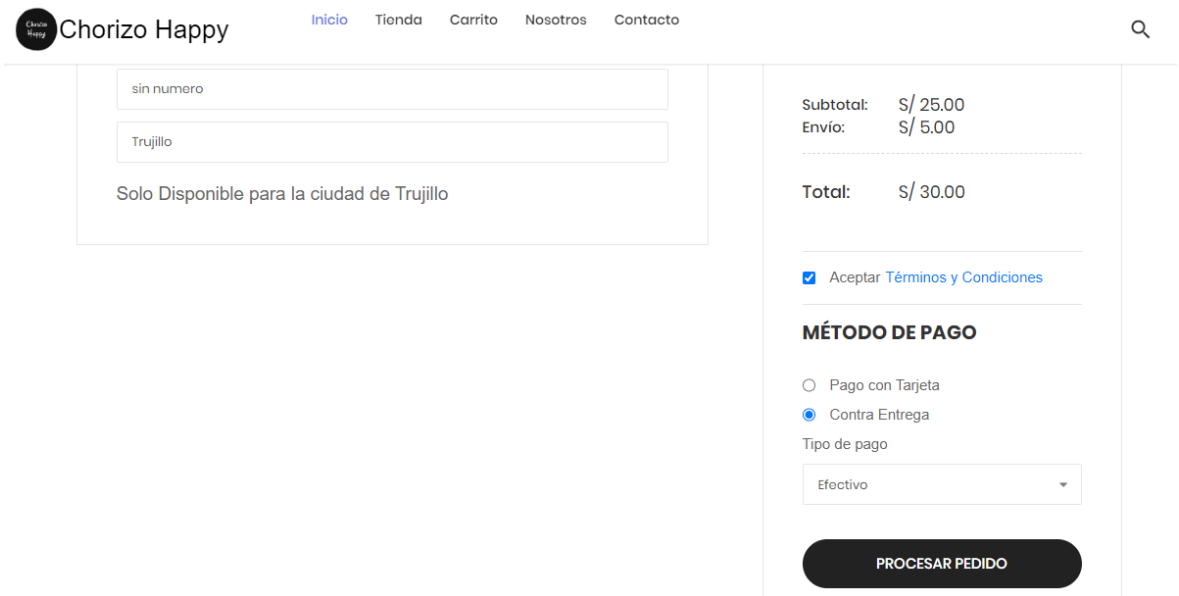 Chorizo Happy
Chorizo Happy Inicio Tienda Carrito Nosotros Contacto
sin numero
Trujillo
Solo Disponible para la ciudad de Trujillo
Subtotal: S/ 25.00
Envío: S/ 5.00
Total: S/ 30.00
Aceptar Términos y Condiciones
MÉTODO DE PAGO
Pago con Tarjeta
Contra Entrega
Tipo de pago
Efectivo
PROCESAR PEDIDO